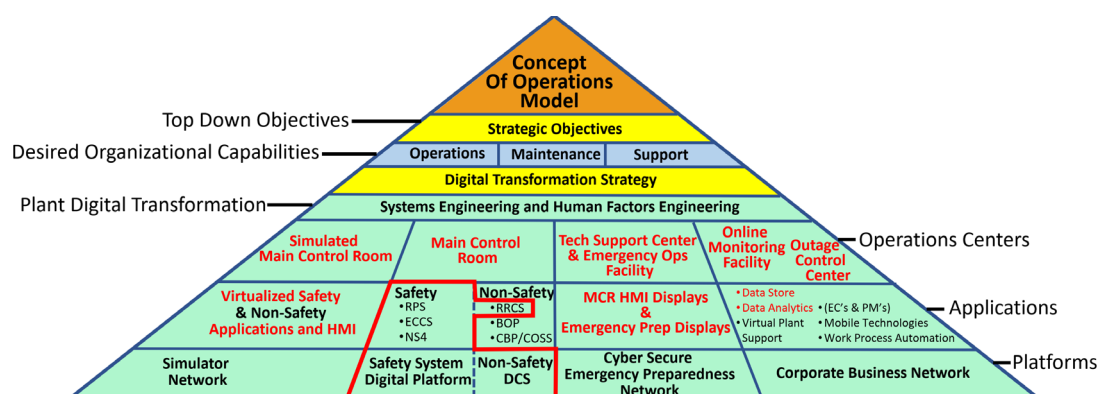 Concept
Of Operations
Model
Top Down Objectives
Strategic Objectives
Desired Organizational Capabilities
Operations
Maintenance
Support
Digital Transformation Strategy
Plant Digital Transformation
Systems Engineering and Human Factors Engineering
Simulated
Main Control Room
Main Control
Room
Tech Support Center
& Emergency Ops
Facility
Online
Monitoring
Facility
Outage
Control
Center
Operations Centers
Virtualized Safety
& Non-Safety
Applications and HMI
Safety
•RPS
•ECCS
•NS4
Non-Safety
•RRCS
•BOP
•CBP/COSS
MCR HMI Displays
&
Emergency Prep Displays
• Data Store
• Data Analytics
• Virtual Plant
Support
• (EC's & PM's)
• Mobile Technologies
• Work Process Automation
Applications
Simulator
Network
Safety System
Digital Platform
Non-Safety
DCS
Cyber Secure
Emergency Preparedness
Network
Corporate Business Network
Platforms